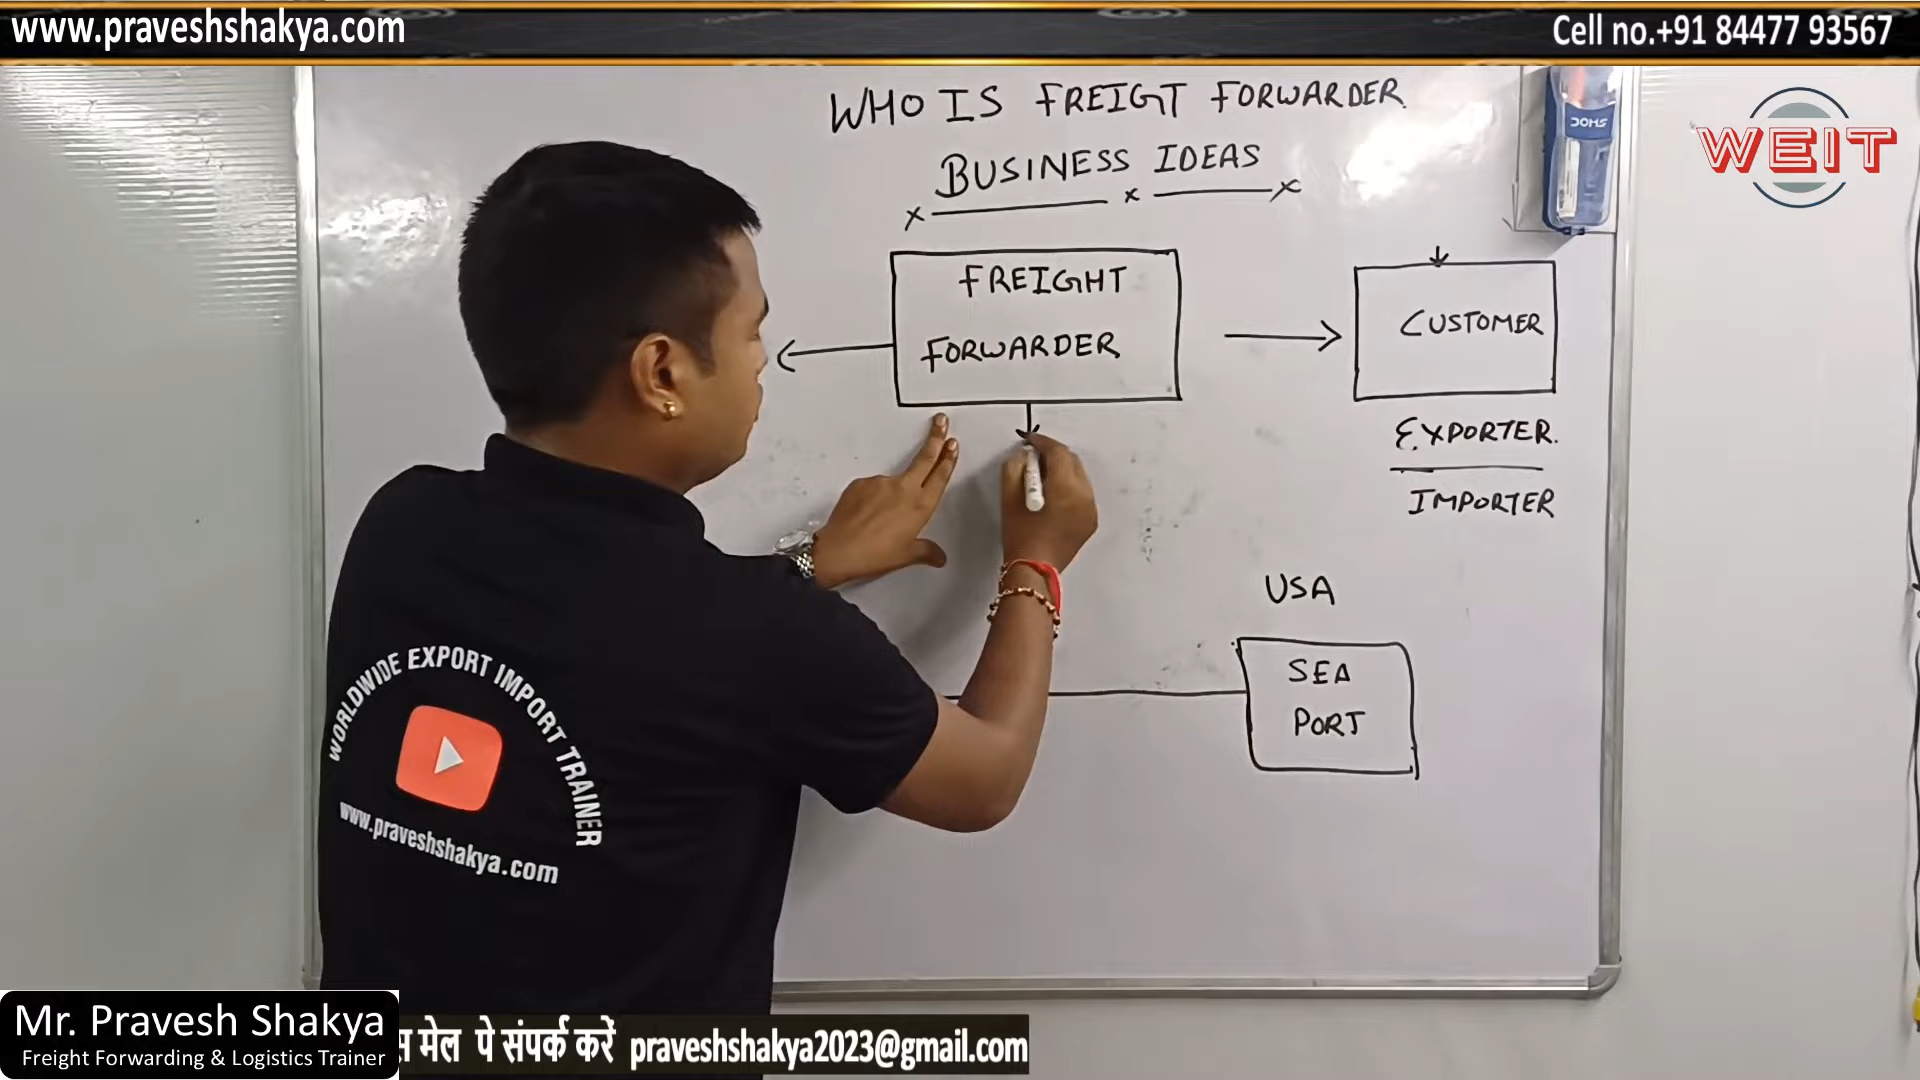 www.praveshshakya.com
Cell no.+91 84477 93567
WHO IS FREIGT FORWARDER
BUSINESS IDEAS
DOMS
WEIT
FREIGHT
FORWARDER
CUSTOMER
EXPORTER.
IMPORTER
USA
SEA
PORT
WORLDWIDE EXPORT IMPORT TRAINER
www.praveshshakya.com
Mr. Pravesh Shakya
Freight Forwarding & Logistics Trainer
मेल पे संपर्क करें praveshshakya2023@gmail.com